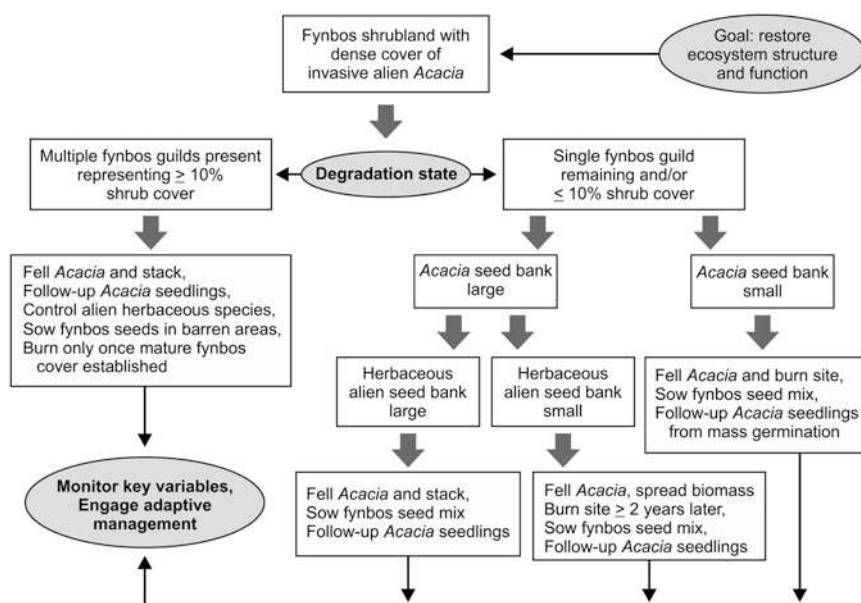 Fynbos shrubland with
dense cover of
invasive alien Acacia
Goal: restore
ecosystem structure
and function
Multiple fynbos guilds present
representing ≥ 10%
shrub cover
Degradation state
Single fynbos guild
remaining and/or
≤ 10% shrub cover
Fell Acacia and stack,
Follow-up Acacia seedlings,
Control alien herbaceous species,
Sow fynbos seeds in barren areas,
Burn only once mature fynbos
cover established
Acacia seed bank
large
Acacia seed bank
small
Herbaceous
alien seed bank
large
Herbaceous
alien seed bank
small
Fell Acacia and burn site,
Sow fynbos seed mix,
Follow-up Acacia seedlings
from mass germination
Monitor key variables,
Engage adaptive
management
Fell Acacia and stack,
Sow fynbos seed mix
Follow-up Acacia seedlings
Fell Acacia, spread biomass
Burn site ≥ 2 years later,
Sow fynbos seed mix,
Follow-up Acacia seedlings